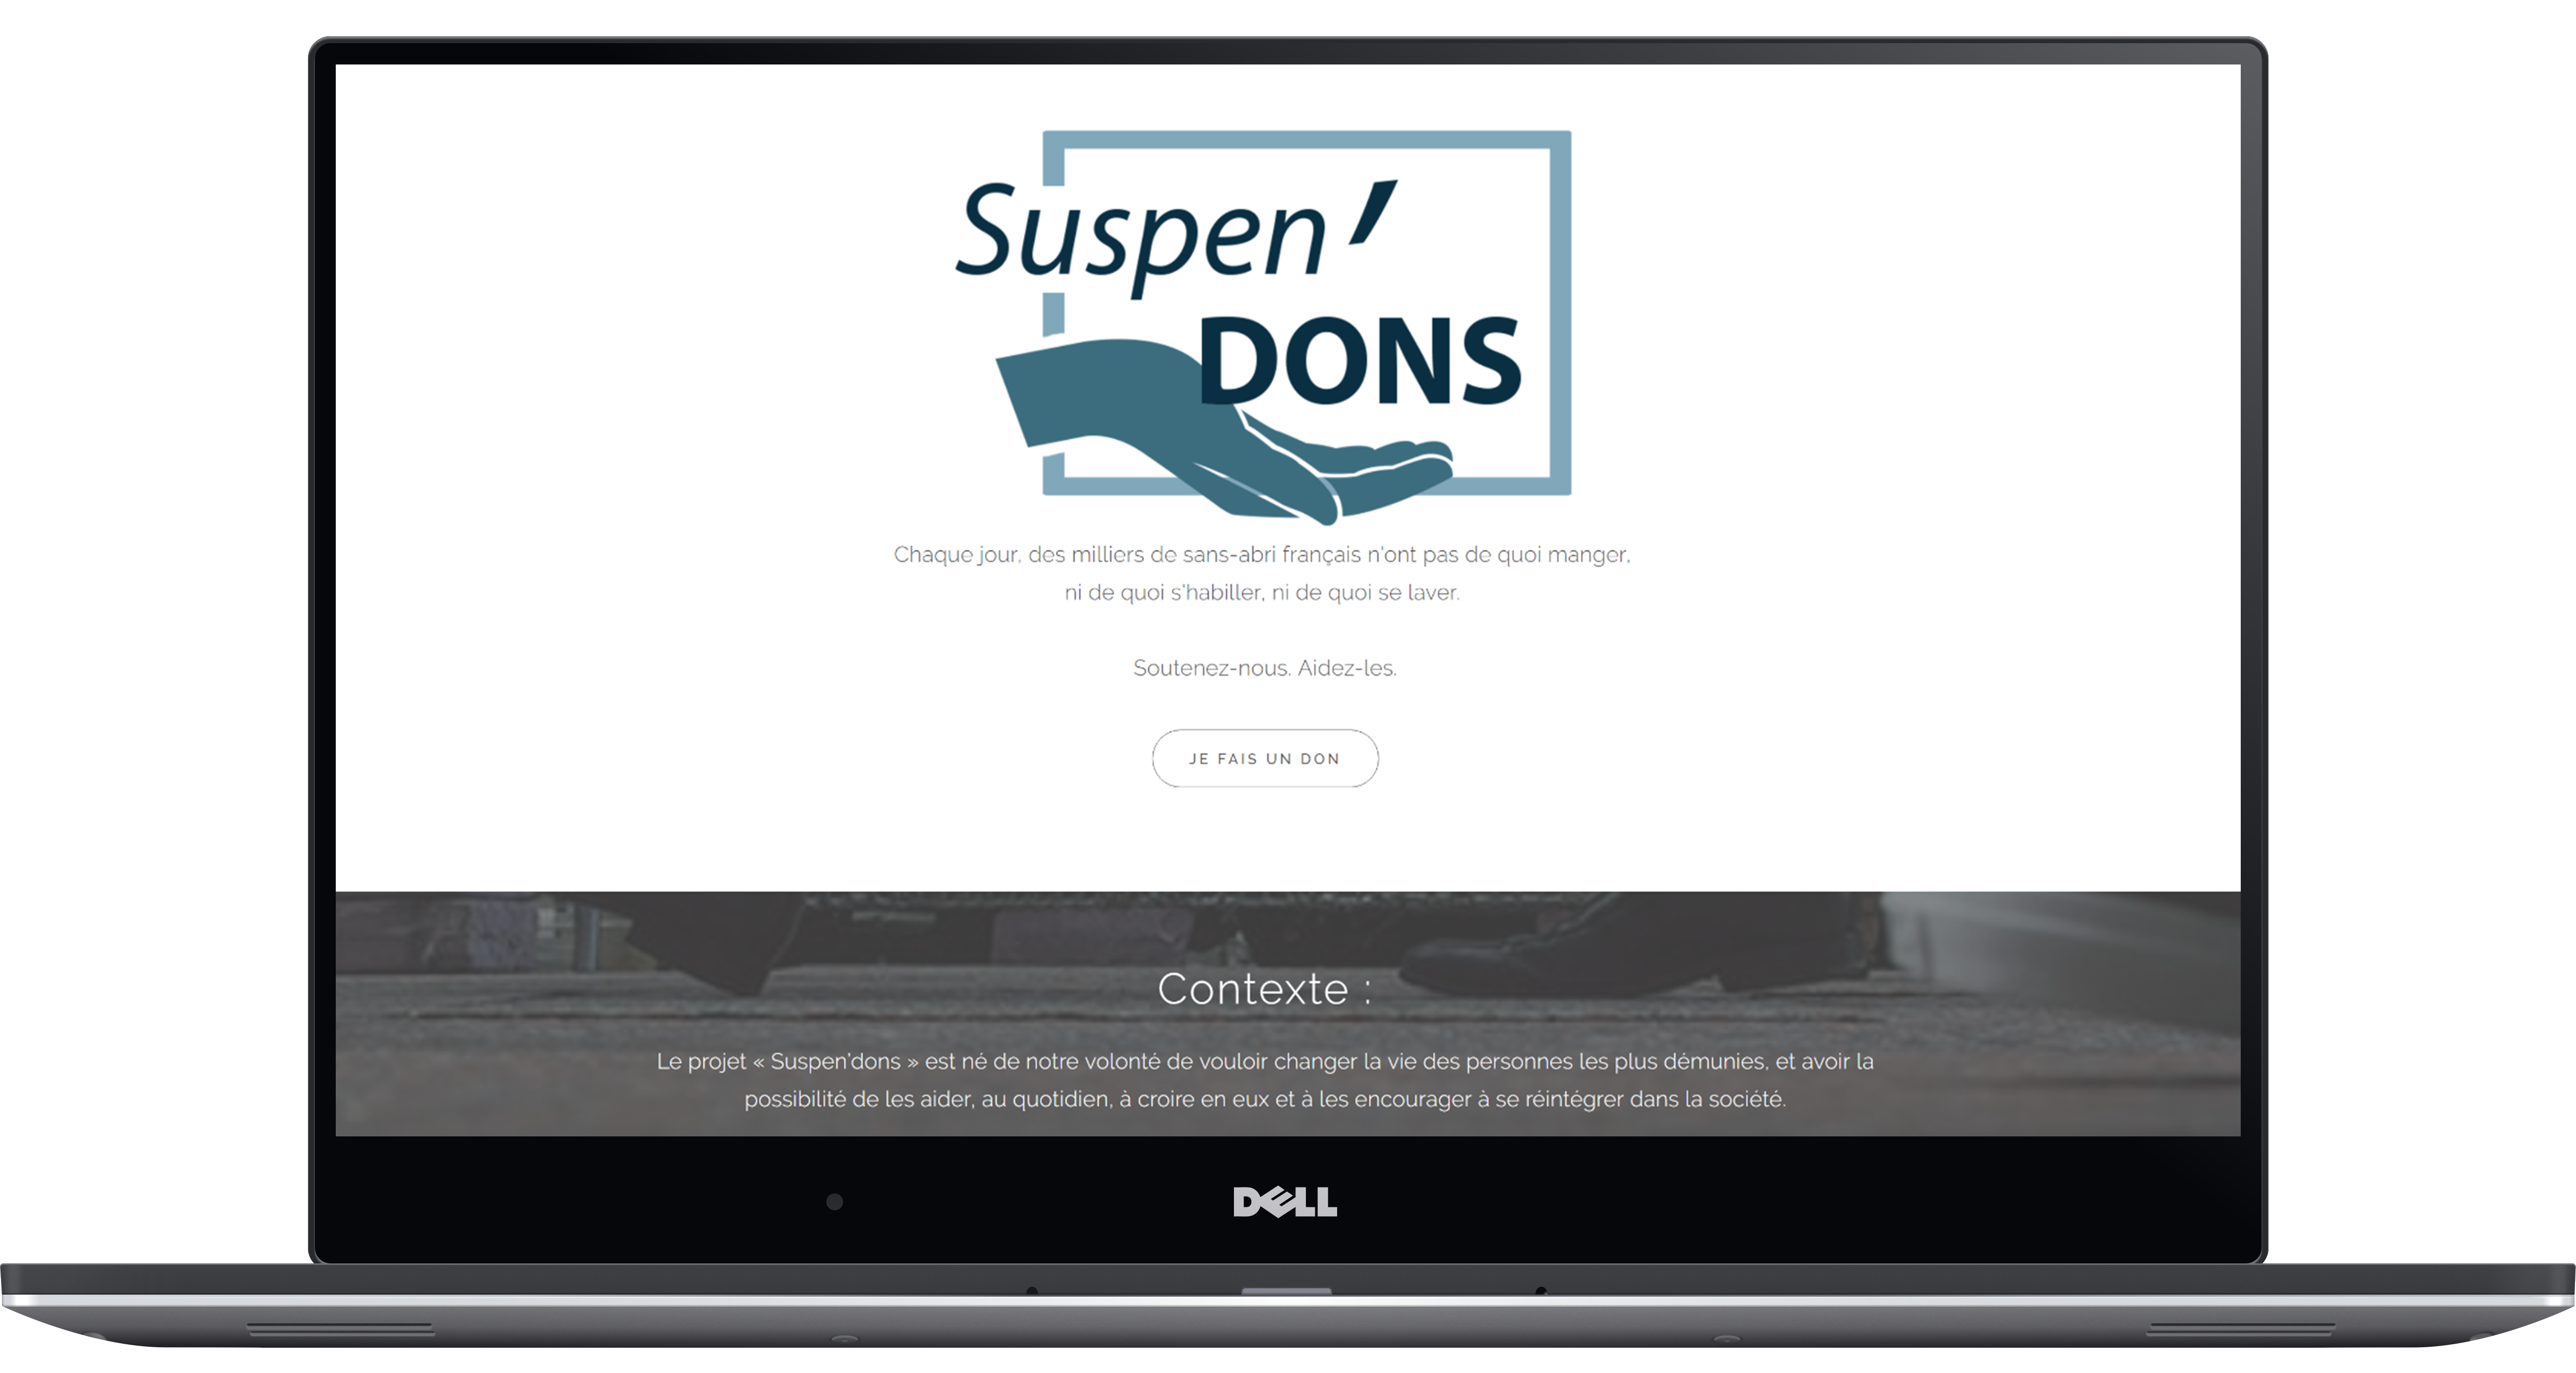 Suspen'
DONS
Chaque jour, des milliers de sans-abri français n'ont pas de quoi manger,
ni de quoi s'habiller, ni de quoi se laver.
Soutenez-nous. Aidez-les.
JE FAIS UN DON
Contexte :
Le projet « Suspen'dons » est né de notre volonté de vouloir changer la vie des personnes les plus démunies, et avoir la
possibilité de les aider, au quotidien, à croire en eux et à les encourager à se réintégrer dans la société.
DELL